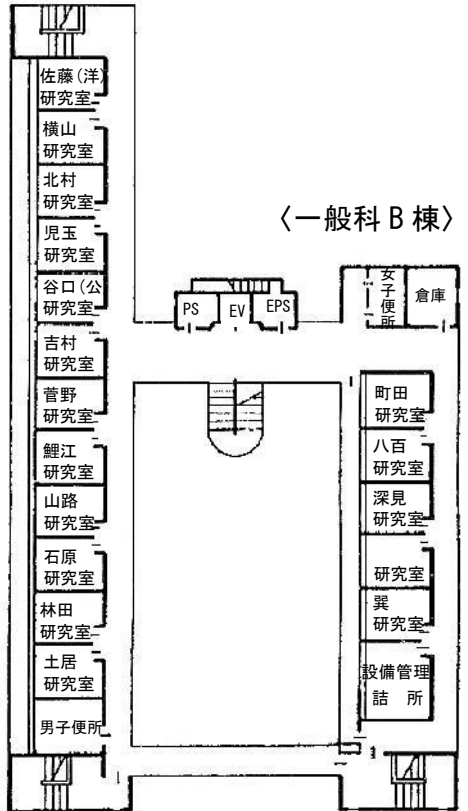 佐藤(洋)
研究室
横山
研究室
北村
研究室
児玉
研究室
谷口(公
研究室
吉村
研究室
菅野
研究室
鯉江
研究室
山路
研究室
石原
研究室
林田
研究室
土居
研究室
男子便所
〈一般科B棟〉
PS
EV
EPS
女子便所
倉庫
町田
研究室
八百
研究室
深見
研究室
研究室
巽
研究室
設備管理
詰 所